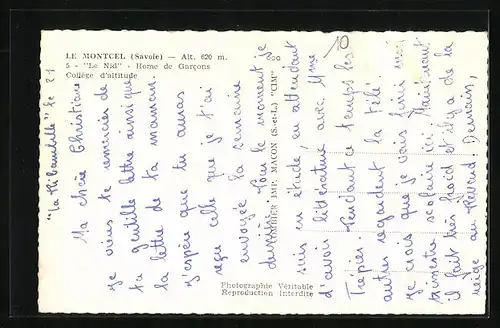 LE MONTCEL (Savoie) — Alt. 620 m.
5 - "Le Nid" - Home de Garçons
Collège d'altitude
COMBIER IMP. MACON (S.-et-L.) "CIM"
Photographie Véritable
Reproduction Interdite
"La Ribaudille" le 21
Ma chère Christiane
Je viens te remercier de
ta gentille lettre ainsi que
la lettre de ta maman
J'espère que tu auras
reçu celle que je t'ai
envoyée la semaine
Pour le moment je
suis en étude, en attendant
d'avoir littérature avec Mme
Trepier. Pendant ce temps les
autres regardent la télé.
Je crois que je vais finir mon
trimestre scolaire ici. Maintenant
il fait très froid et il y a de la
neige au Revard. Demain,